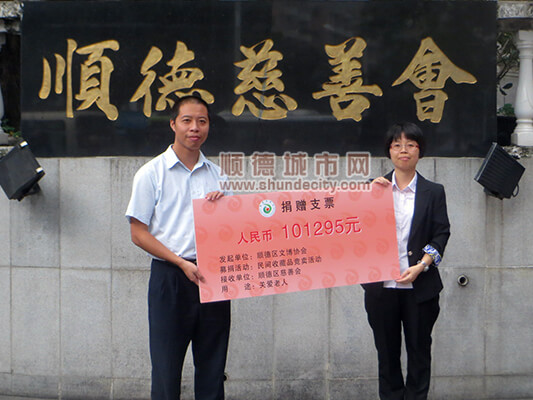 順德慈善會
顺德城市网
www.shundecity.com
捐赠支票
人民币 101295元
发起单位：顺德区文博协会
募捐活动：民间收藏品竞卖活动
接收单位：顺德区慈善会
用　　途：关爱老人